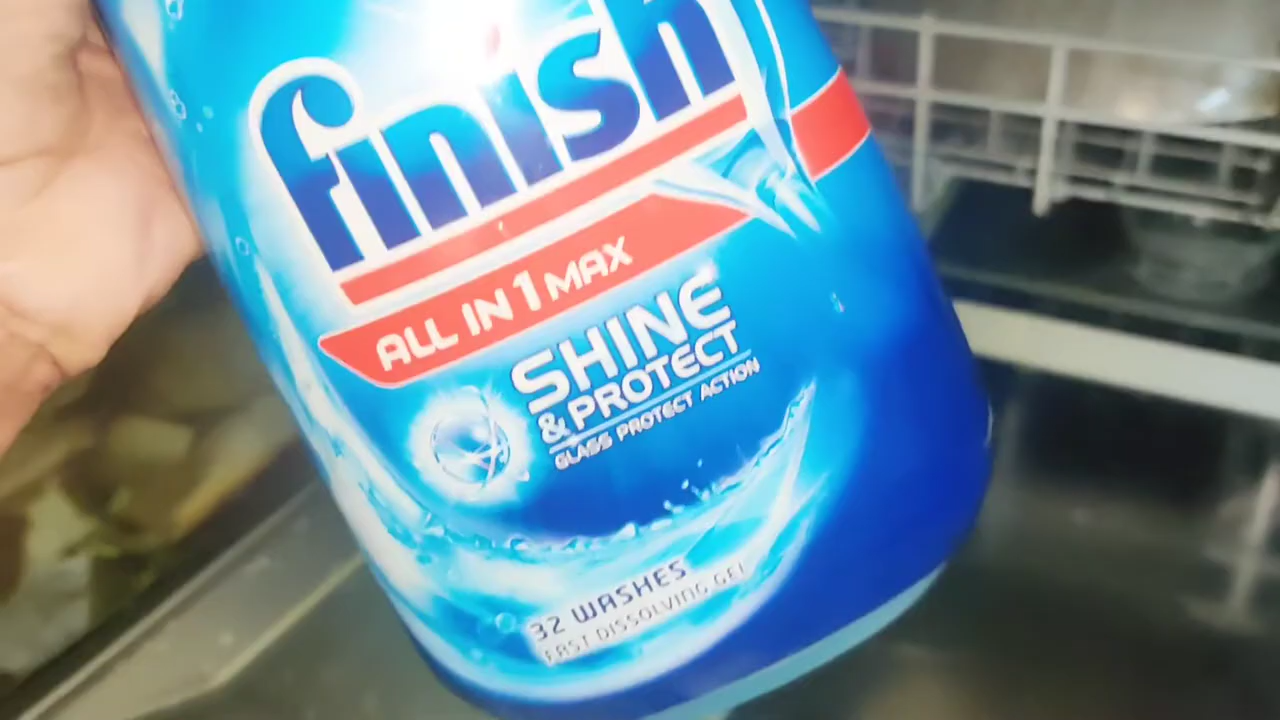 finish
ALL IN 1 MAX
SHINE
& PROTECT
GLASS PROTECT ACTION
32 WASHES
FAST DISSOLVING GEL